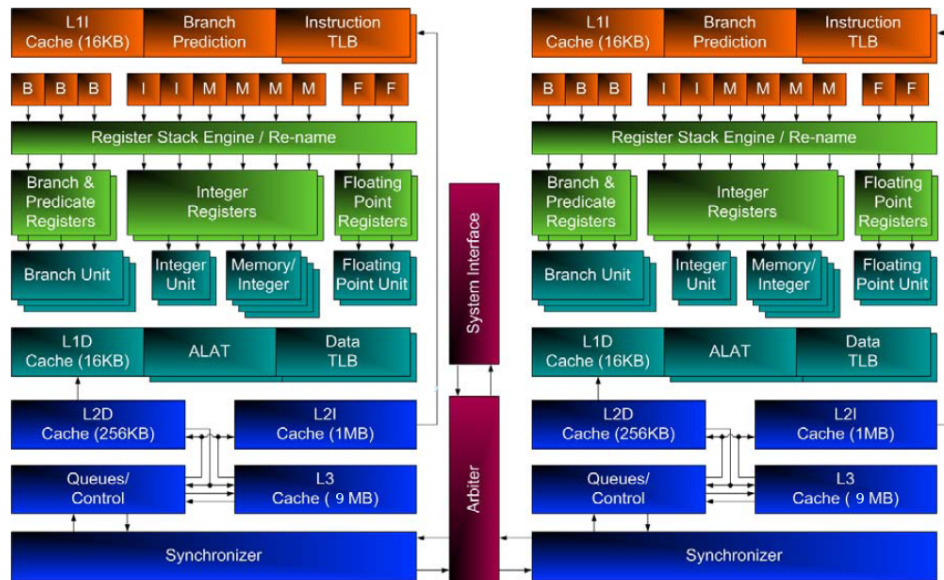 L1I
Cache (16KB)
Branch
Prediction
Instruction
TLB
B B B I I M M M M F F
Register Stack Engine / Re-name
Branch &
Predicate
Registers
Integer
Registers
Floating
Point
Registers
Branch Unit
Integer
Unit
Memory/
Integer
Floating
Point Unit
L1D
Cache (16KB)
ALAT
Data
TLB
L2D
Cache (256KB)
L2I
Cache (1MB)
Queues/
Control
L3
Cache ( 9 MB)
Synchronizer
System Interface
Arbiter
L1I
Cache (16KB)
Branch
Prediction
Instruction
TLB
B B B I I M M M M F F
Register Stack Engine / Re-name
Branch &
Predicate
Registers
Integer
Registers
Floating
Point
Registers
Branch Unit
Integer
Unit
Memory/
Integer
Floating
Point Unit
L1D
Cache (16KB)
ALAT
Data
TLB
L2D
Cache (256KB)
L2I
Cache (1MB)
Queues/
Control
L3
Cache ( 9 MB)
Synchronizer